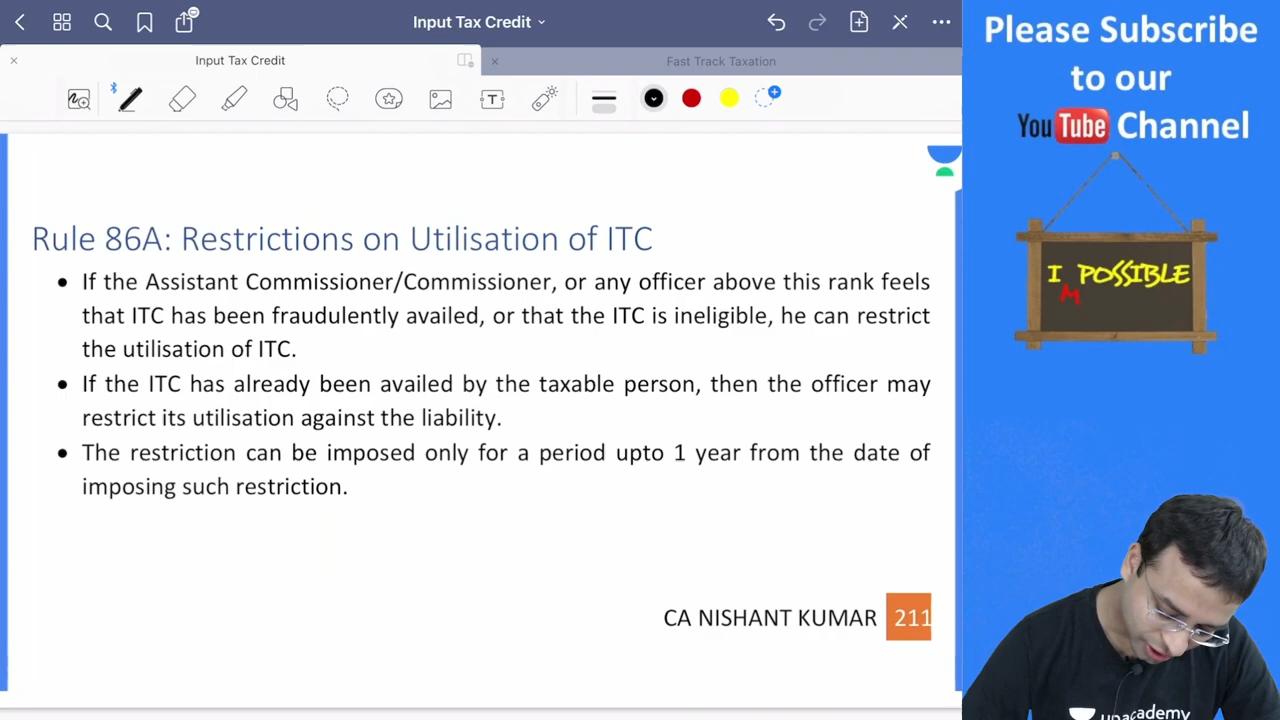 Input Tax Credit
Input Tax Credit
Fast Track Taxation
Please Subscribe
to our
YouTube Channel
I POSSIBLE
M
Rule 86A: Restrictions on Utilisation of ITC
• If the Assistant Commissioner/Commissioner, or any officer above this rank feels
that ITC has been fraudulently availed, or that the ITC is ineligible, he can restrict
the utilisation of ITC.
• If the ITC has already been availed by the taxable person, then the officer may
restrict its utilisation against the liability.
• The restriction can be imposed only for a period upto 1 year from the date of
imposing such restriction.
CA NISHANT KUMAR 211
unacademy